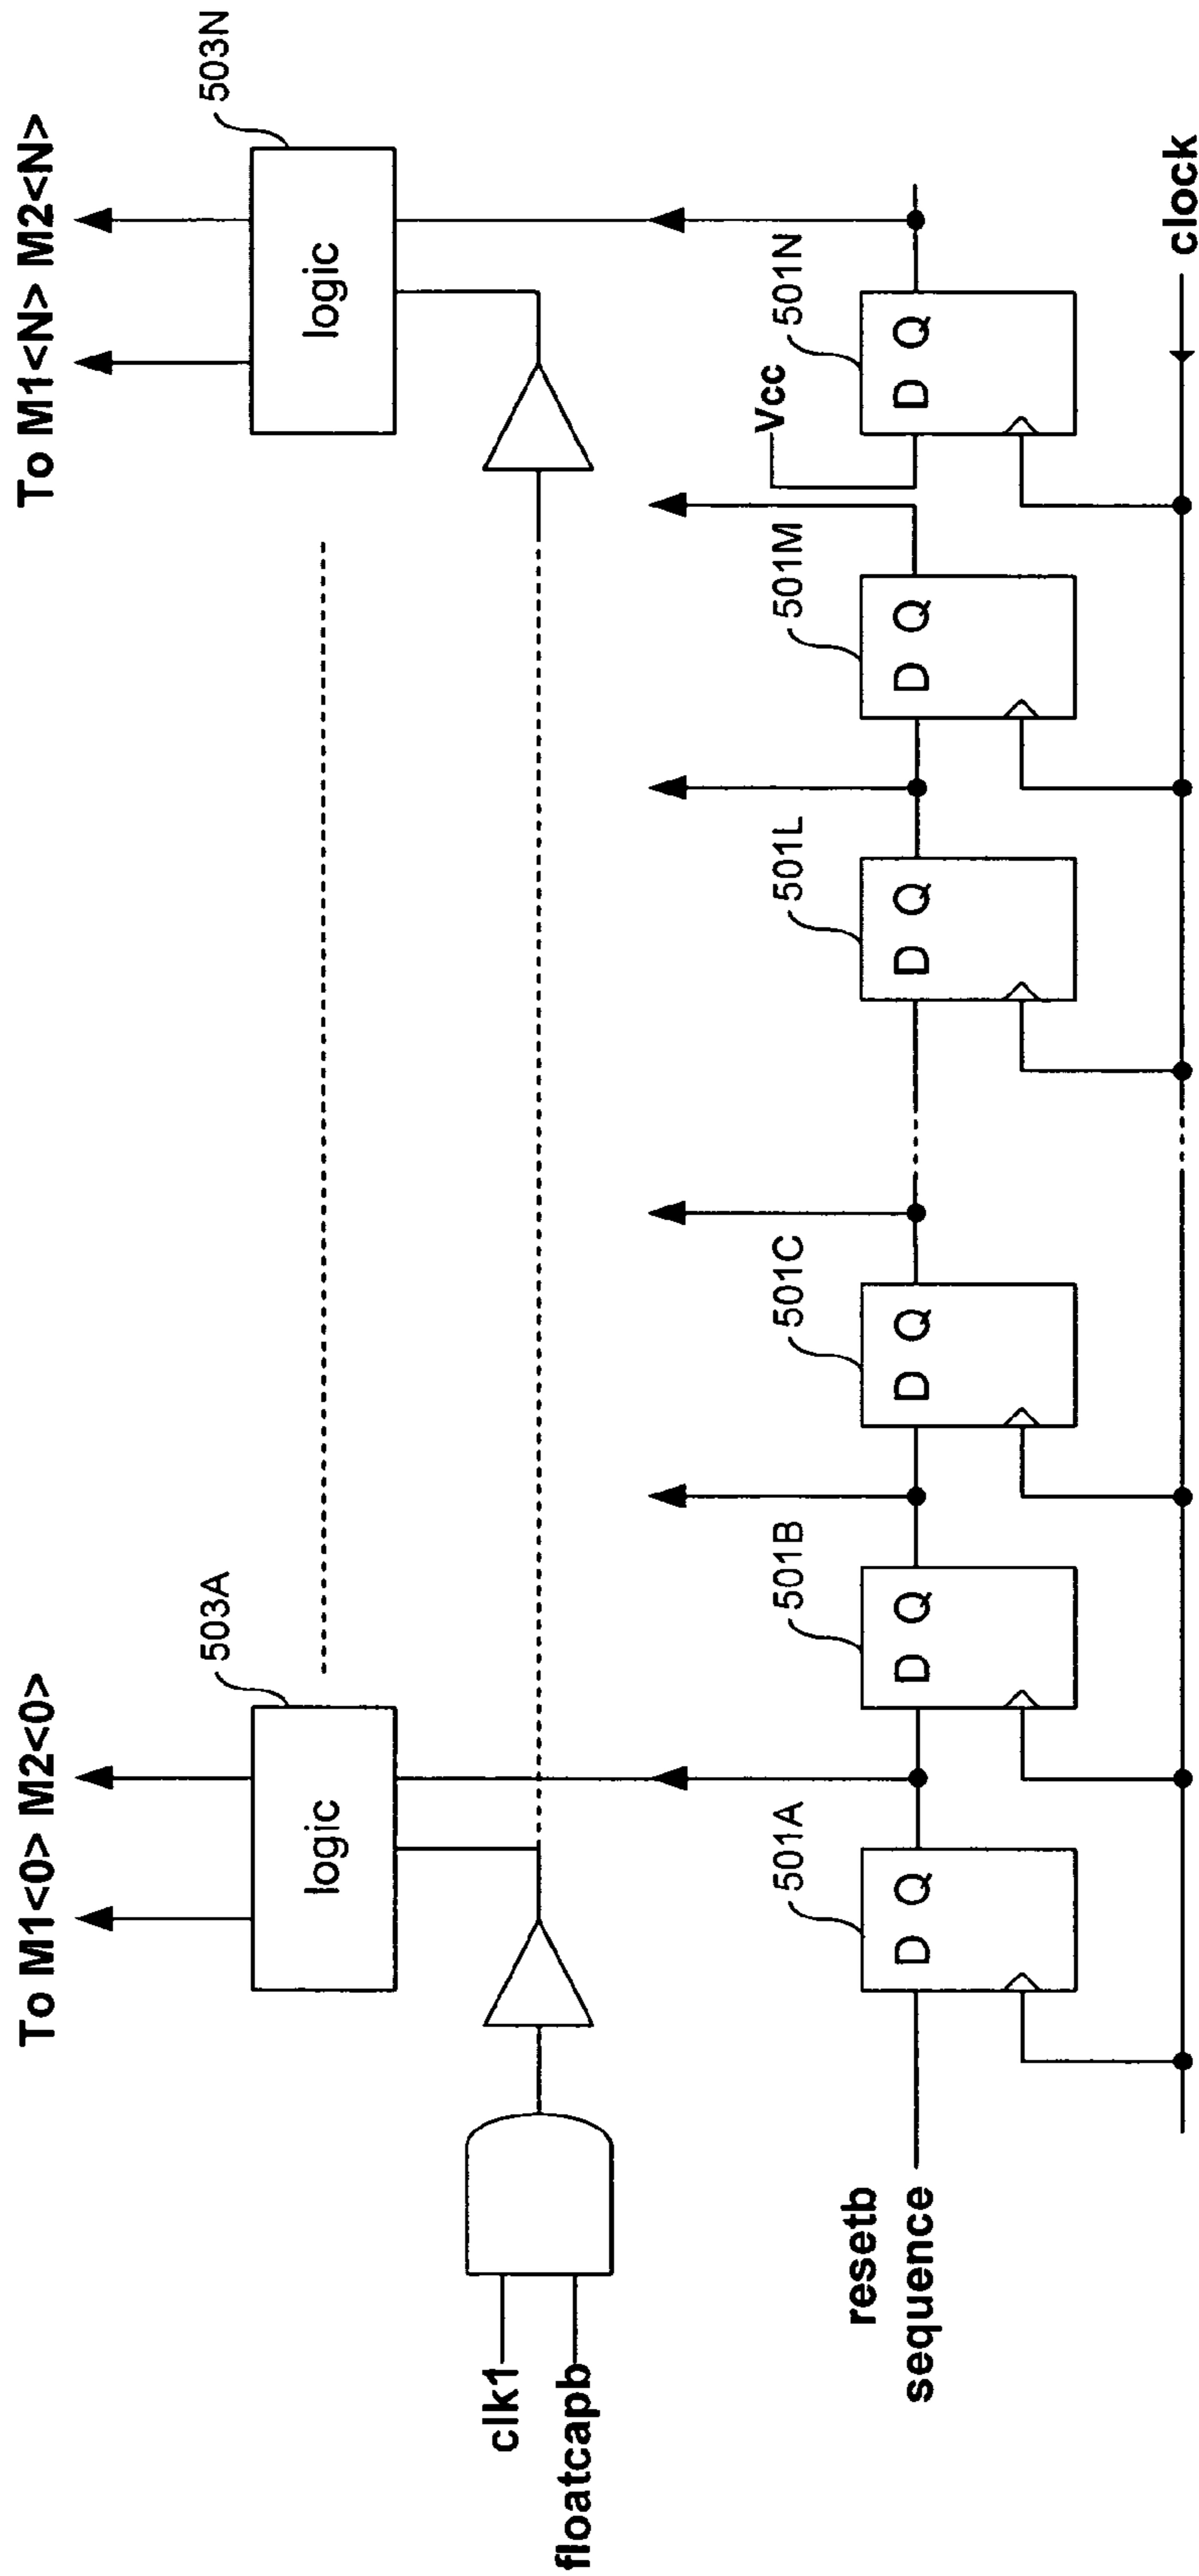 To M1<0> M2<0>
To M1<N> M2<N>
503A
503N
logic
logic
clk1
floatcapb
Vcc
501A
501B
501C
501L
501M
501N
D Q
D Q
D Q
D Q
D Q
D Q
resetb
sequence
clock